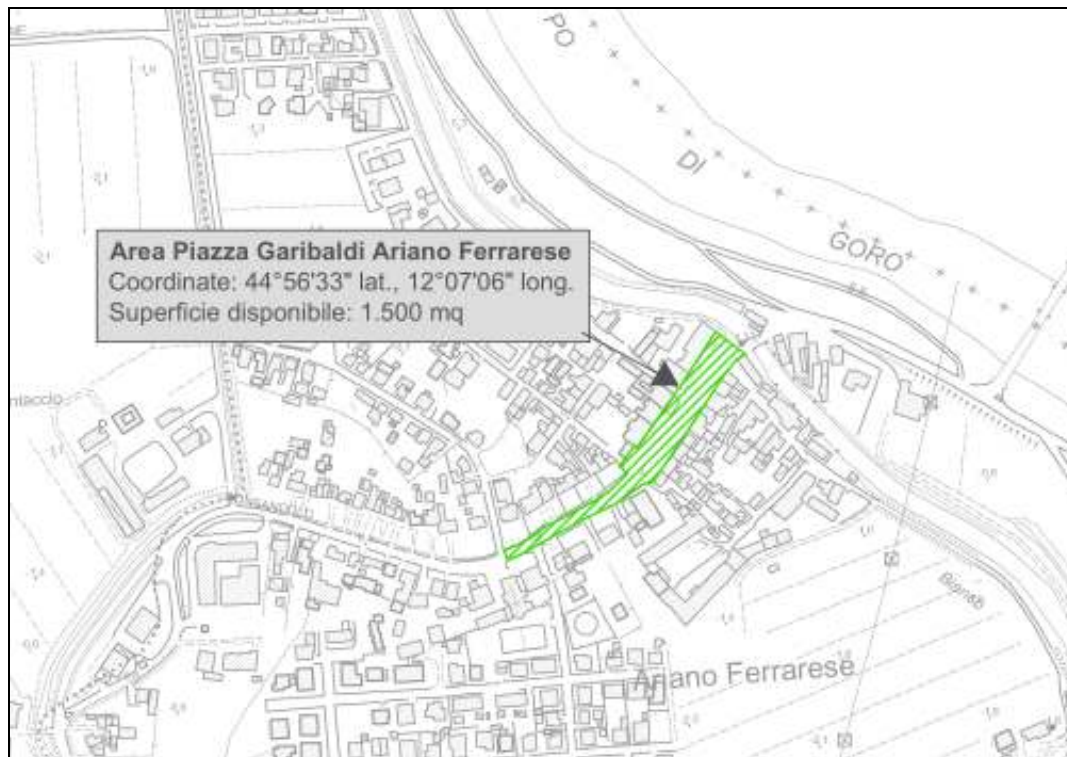 PO
DI
GORO
Area Piazza Garibaldi Ariano Ferrarese
Coordinate: 44°56'33" lat., 12°07'06" long.
Superficie disponibile: 1.500 mq
Ariano Ferrarese